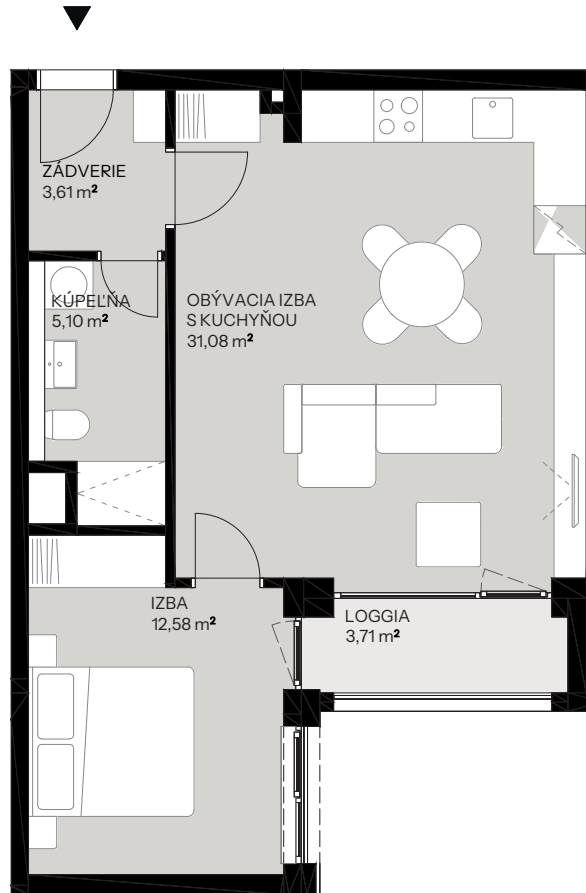 ZÁDVERIE
3,61 m²
KÚPEĽŇA
5,10 m²
OBÝVACIA IZBA
S KUCHYŇOU
31,08 m²
IZBA
12,58 m²
LOGGIA
3,71 m²